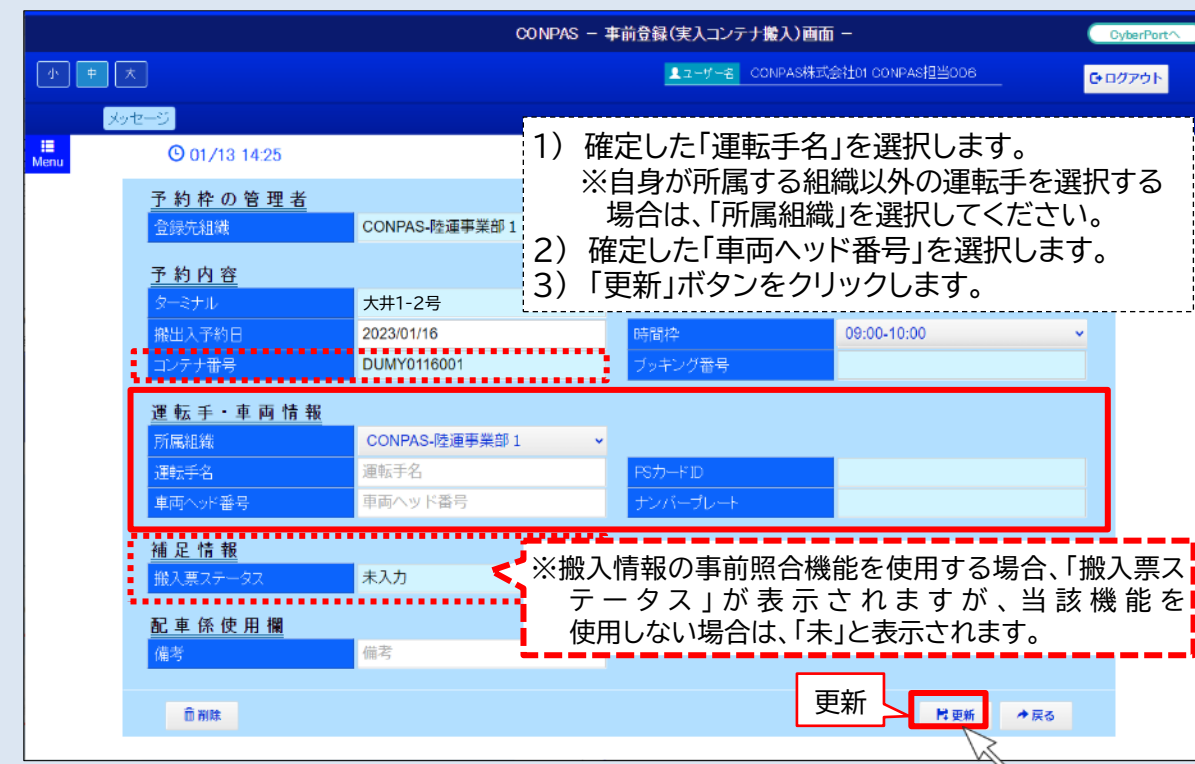 CONPAS － 事前登録(実入コンテナ搬入)画面 －
CyberPortへ
小 中 大
ユーザー名 CONPAS株式会社01 CONPAS担当006
ログアウト
メッセージ
Menu
01/13 14:25
1） 確定した「運転手名」を選択します。
※自身が所属する組織以外の運転手を選択する
場合は、「所属組織」を選択してください。
2） 確定した「車両ヘッド番号」を選択します。
3） 「更新」ボタンをクリックします。
予約枠の管理者
登録先組織 CONPAS-陸運事業部１
予約内容
ターミナル 大井1-2号
搬出入予約日 2023/01/16 時間枠 09:00-10:00
コンテナ番号 DUMY0116001 ブッキング番号
運転手・車両情報
所属組織 CONPAS-陸運事業部１
運転手名 運転手名 PSカードID
車両ヘッド番号 車両ヘッド番号 ナンバープレート
補足情報
搬入票ステータス 未入力
※搬入情報の事前照合機能を使用する場合、「搬入票ス
テータス」が表示されますが、当該機能を
使用しない場合は、「未」と表示されます。
配車係使用欄
備考 備考
更新
削除 更新 戻る